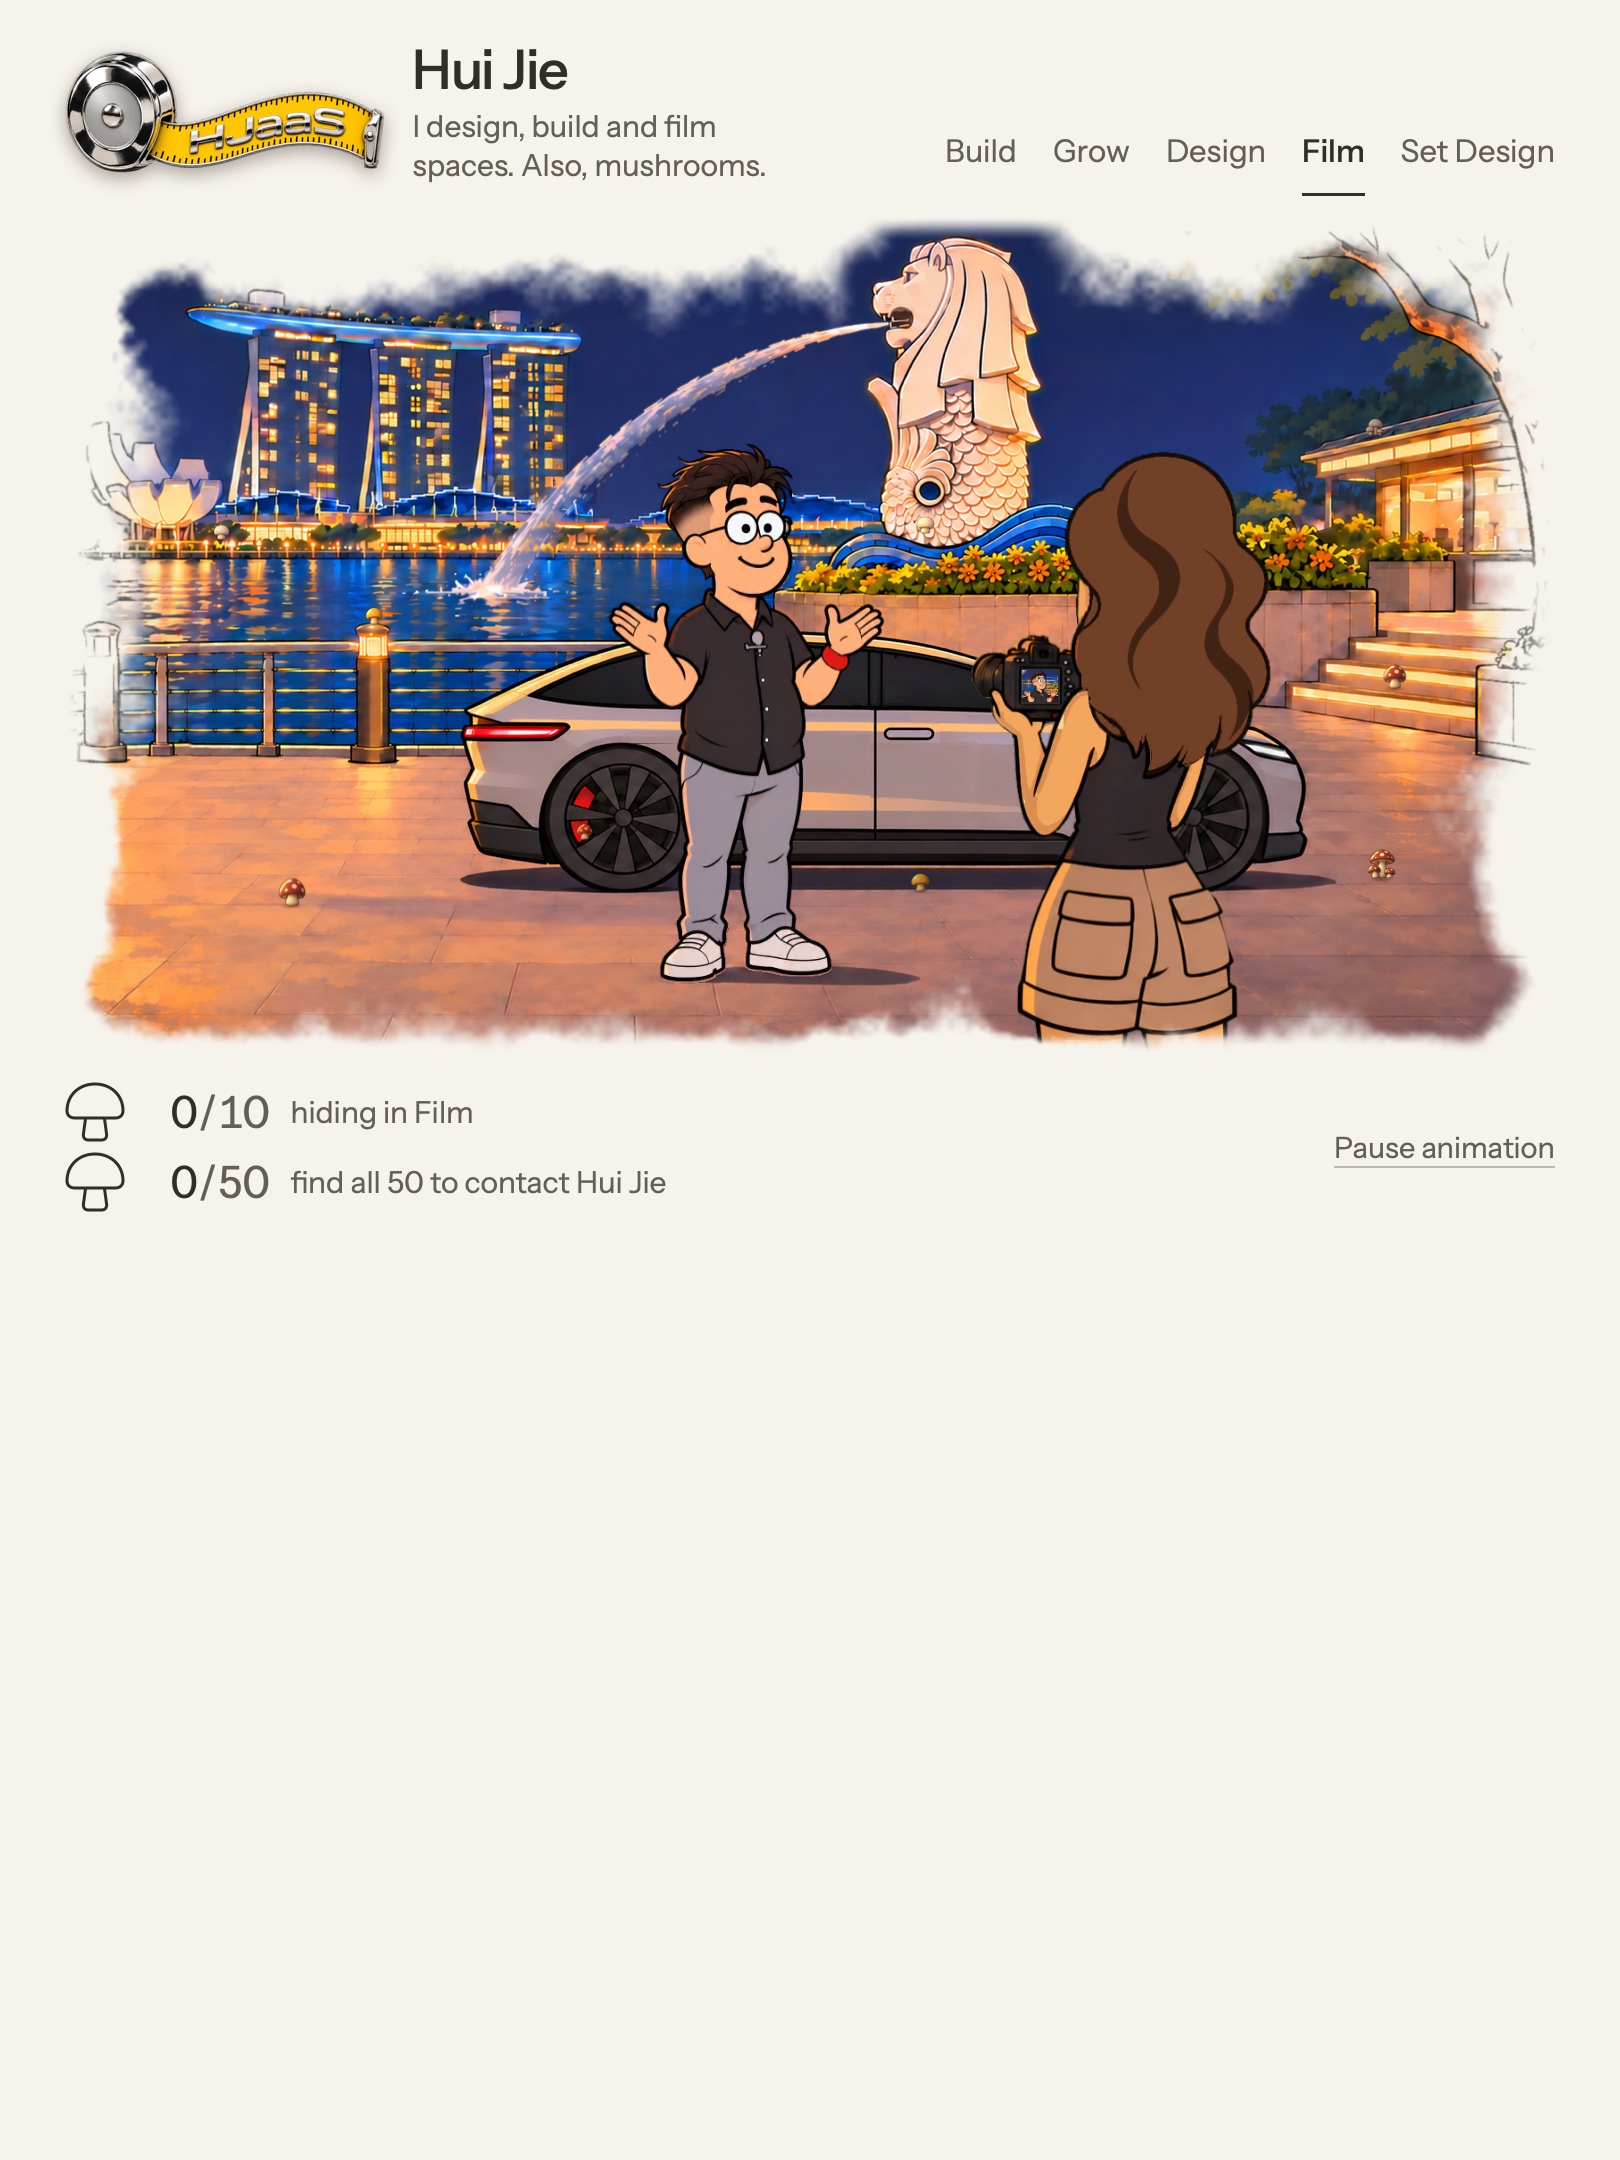 HJaaS
Hui Jie
I design, build and film
spaces. Also, mushrooms.
Build Grow Design Film Set Design
0/10 hiding in Film
0/50 find all 50 to contact Hui Jie
Pause animation